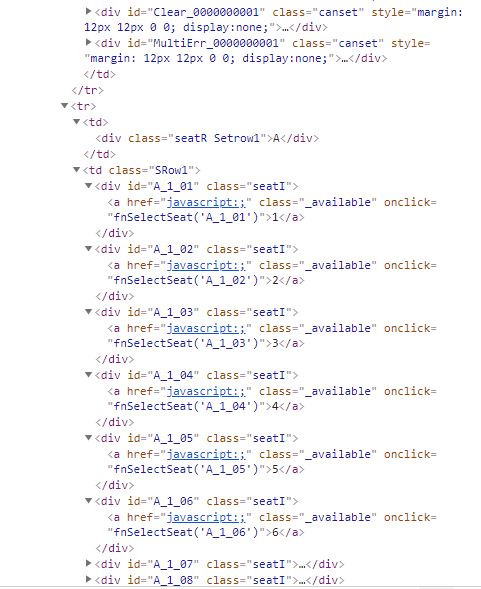 ▶<div id="Clear_0000000001" class="canset" style="margin:
12px 12px 0 0; display:none;">…</div>
▶<div id="MultiErr_0000000001" class="canset" style=
"margin: 12px 12px 0 0; display:none;">…</div>
</td>
</tr>
▼<tr>
▼<td>
<div class="seatR Setrow1">A</div>
</td>
▼<td class="SRow1">
▼<div id="A_1_01" class="seatI">
<a href="javascript:;" class="_available" onclick=
"fnSelectSeat('A_1_01')">1</a>
</div>
▼<div id="A_1_02" class="seatI">
<a href="javascript:;" class="_available" onclick=
"fnSelectSeat('A_1_02')">2</a>
</div>
▼<div id="A_1_03" class="seatI">
<a href="javascript:;" class="_available" onclick=
"fnSelectSeat('A_1_03')">3</a>
</div>
▼<div id="A_1_04" class="seatI">
<a href="javascript:;" class="_available" onclick=
"fnSelectSeat('A_1_04')">4</a>
</div>
▼<div id="A_1_05" class="seatI">
<a href="javascript:;" class="_available" onclick=
"fnSelectSeat('A_1_05')">5</a>
</div>
▼<div id="A_1_06" class="seatI">
<a href="javascript:;" class="_available" onclick=
"fnSelectSeat('A_1_06')">6</a>
</div>
▶<div id="A_1_07" class="seatI">…</div>
▶<div id="A_1_08" class="seatI">…</div>